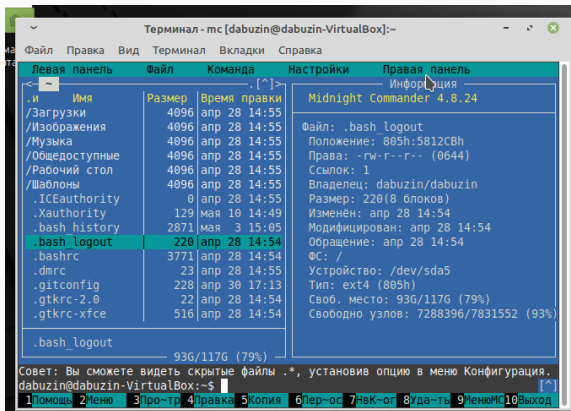 Терминал - mc [dabuzin@dabuzin-VirtualBox]:~
Файл Правка Вид Терминал Вкладки Справка
Левая панель Файл Команда Настройки Правая панель
<- ~ .[^]>
Информация
.и Имя Размер Время правки
Midnight Commander 4.8.24
/Загрузки 4096 апр 28 14:55
/Изображения 4096 апр 28 14:55
Файл: .bash_logout
/Музыка 4096 апр 28 14:55
Положение: 805h:5812CBh
/Общедоступные 4096 апр 28 14:55
Права: -rw-r--r-- (0644)
/Рабочий стол 4096 апр 28 14:55
Ссылок: 1
/Шаблоны 4096 апр 28 14:55
Владелец: dabuzin/dabuzin
.ICEauthority 0 апр 28 14:55
Размер: 220(8 блоков)
.Xauthority 129 мая 10 14:49
Изменён: апр 28 14:54
.bash_history 2871 мая 3 15:05
Модифицирован: апр 28 14:54
.bash_logout 220 апр 28 14:54
Обращение: апр 28 14:54
.bashrc 3771 апр 28 14:54
ФС: /
.dmrc 23 апр 28 14:55
Устройство: /dev/sda5
.gitconfig 228 апр 30 17:13
Тип: ext4 (805h)
.gtkrc-2.0 22 апр 28 14:54
Своб. место: 93G/117G (79%)
.gtkrc-xfce 516 апр 28 14:54
Свободно узлов: 7288396/7831552 (93%)
.bash_logout
93G/117G (79%)
Совет: Вы сможете видеть скрытые файлы .*, установив опцию в меню Конфигурация.
dabuzin@dabuzin-VirtualBox:~$ [^]
1Помощь 2Меню 3Про~тр 4Правка 5Копия 6Пер~ос 7НвК~ог 8Уда~ть 9МенюMC 10Выход